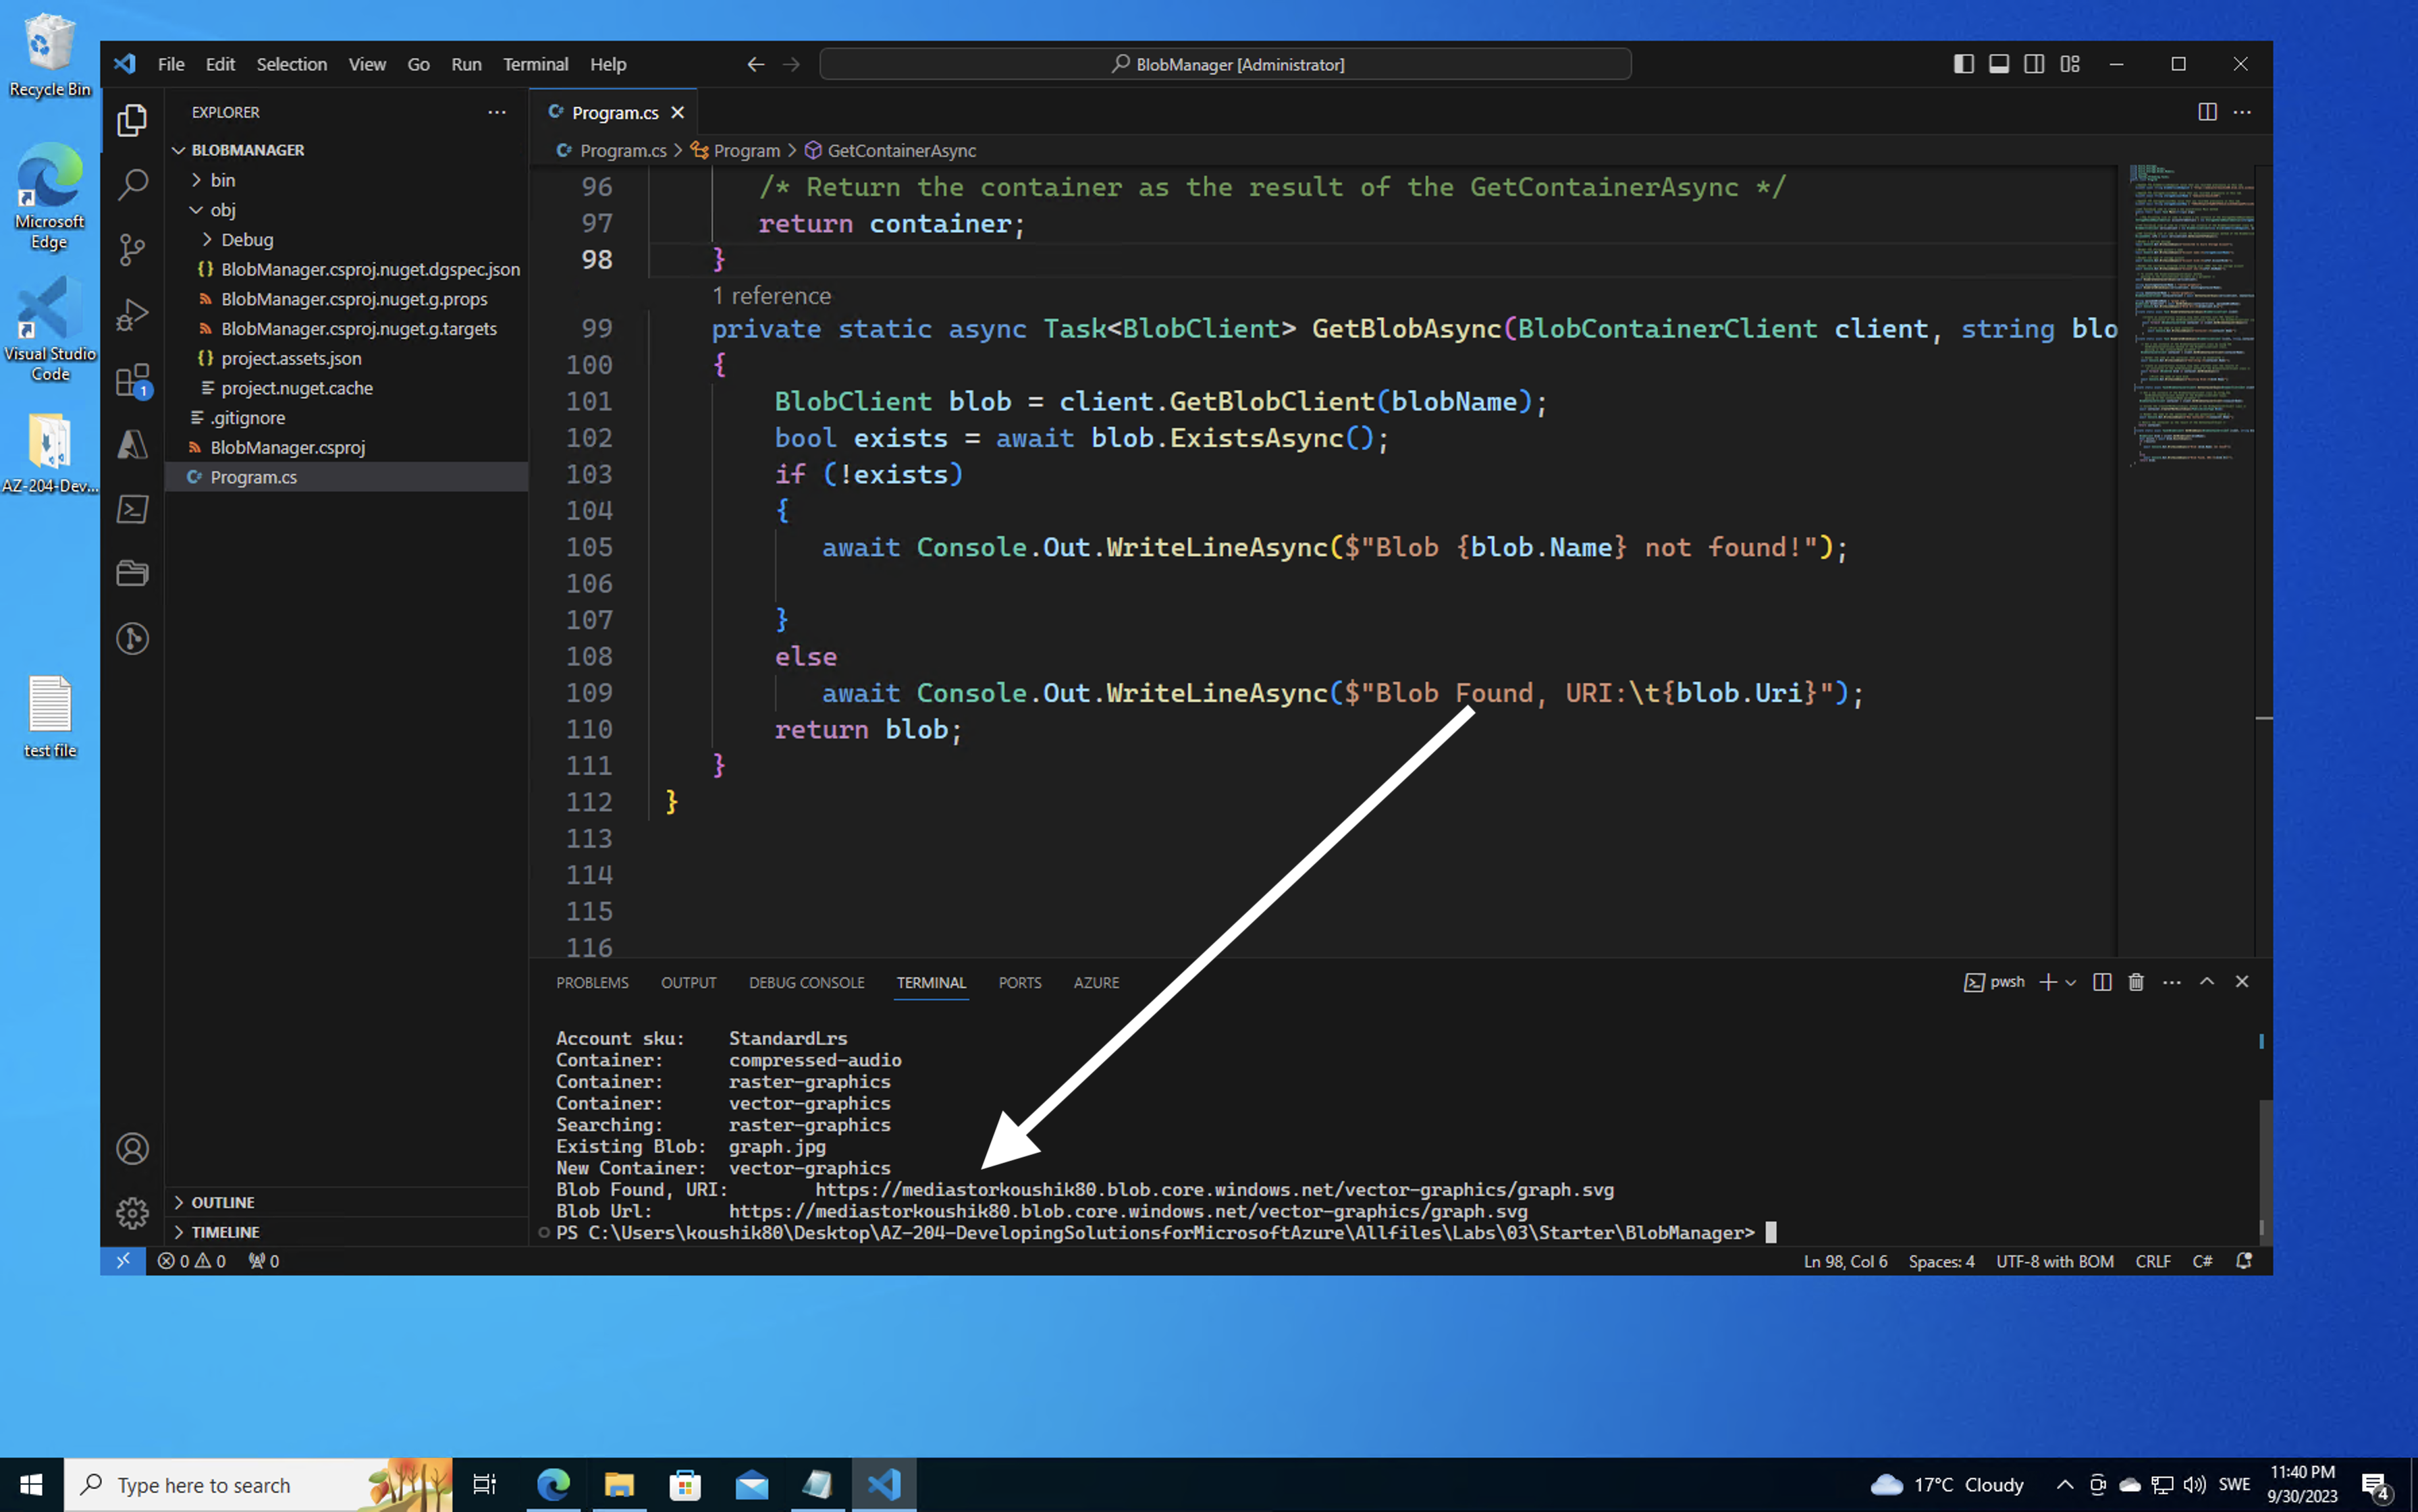 Recycle Bin
Microsoft
Edge
Visual Studio
Code
AZ-204-Dev...
test file
File Edit Selection View Go Run Terminal Help
BlobManager [Administrator]
EXPLORER
BLOBMANAGER
bin
obj
Debug
BlobManager.csproj.nuget.dgspec.json
BlobManager.csproj.nuget.g.props
BlobManager.csproj.nuget.g.targets
project.assets.json
project.nuget.cache
.gitignore
BlobManager.csproj
Program.cs
OUTLINE
TIMELINE
1
Program.cs
Program.cs > Program > GetContainerAsync
96 /* Return the container as the result of the GetContainerAsync */
97 return container;
98 }
1 reference
99 private static async Task<BlobClient> GetBlobAsync(BlobContainerClient client, string blo
100 {
101 BlobClient blob = client.GetBlobClient(blobName);
102 bool exists = await blob.ExistsAsync();
103 if (!exists)
104 {
105 await Console.Out.WriteLineAsync($"Blob {blob.Name} not found!");
106
107 }
108 else
109 await Console.Out.WriteLineAsync($"Blob Found, URI:\t{blob.Uri}");
110 return blob;
111 }
112 }
113
114
115
116
PROBLEMS OUTPUT DEBUG CONSOLE TERMINAL PORTS AZURE
pwsh
Account sku: StandardLrs
Container: compressed-audio
Container: raster-graphics
Container: vector-graphics
Searching: raster-graphics
Existing Blob: graph.jpg
New Container: vector-graphics
Blob Found, URI: https://mediastorkoushik80.blob.core.windows.net/vector-graphics/graph.svg
Blob Url: https://mediastorkoushik80.blob.core.windows.net/vector-graphics/graph.svg
PS C:\Users\koushik80\Desktop\AZ-204-DevelopingSolutionsforMicrosoftAzure\Allfiles\Labs\03\Starter\BlobManager>
0 0 0
Ln 98, Col 6 Spaces: 4 UTF-8 with BOM CRLF C#
Type here to search
17°C Cloudy
SWE
11:40 PM
9/30/2023
4